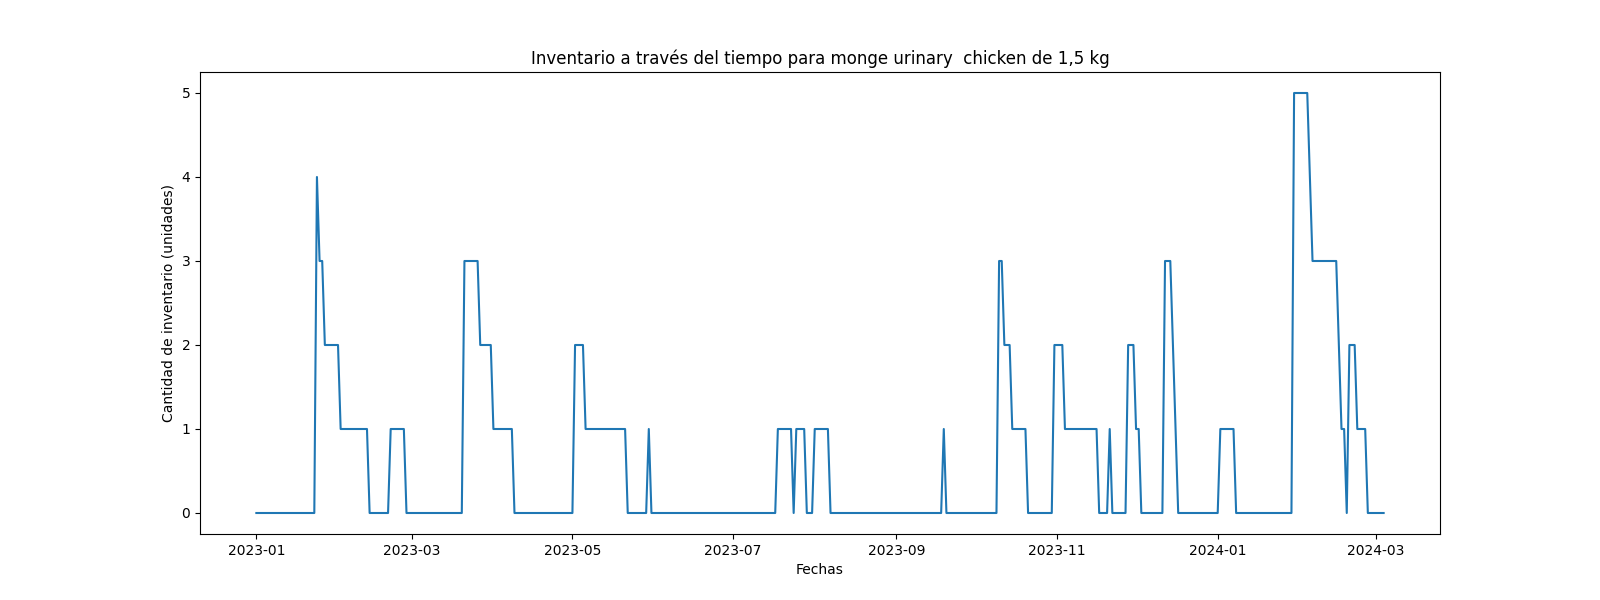 Inventario a través del tiempo para monge urinary  chicken de 1,5 kg
Cantidad de inventario (unidades)
5
4
3
2
1
0
2023-01 2023-03 2023-05 2023-07 2023-09 2023-11 2024-01 2024-03
Fechas